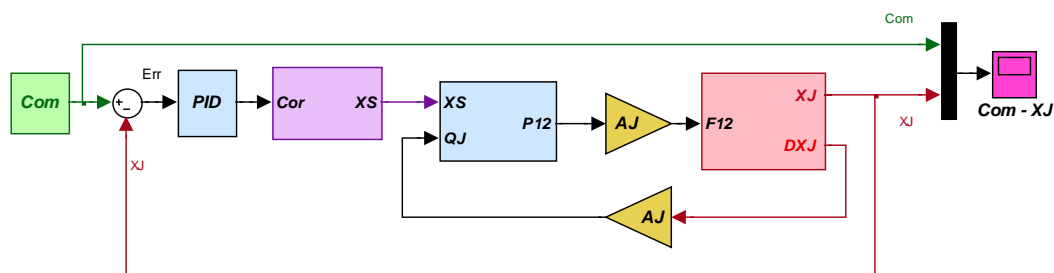 Com
Err
Com
PID
Cor
XS
XS
QJ
P12
AJ
F12
XJ
DXJ
XJ
Com - XJ
XJ
AJ